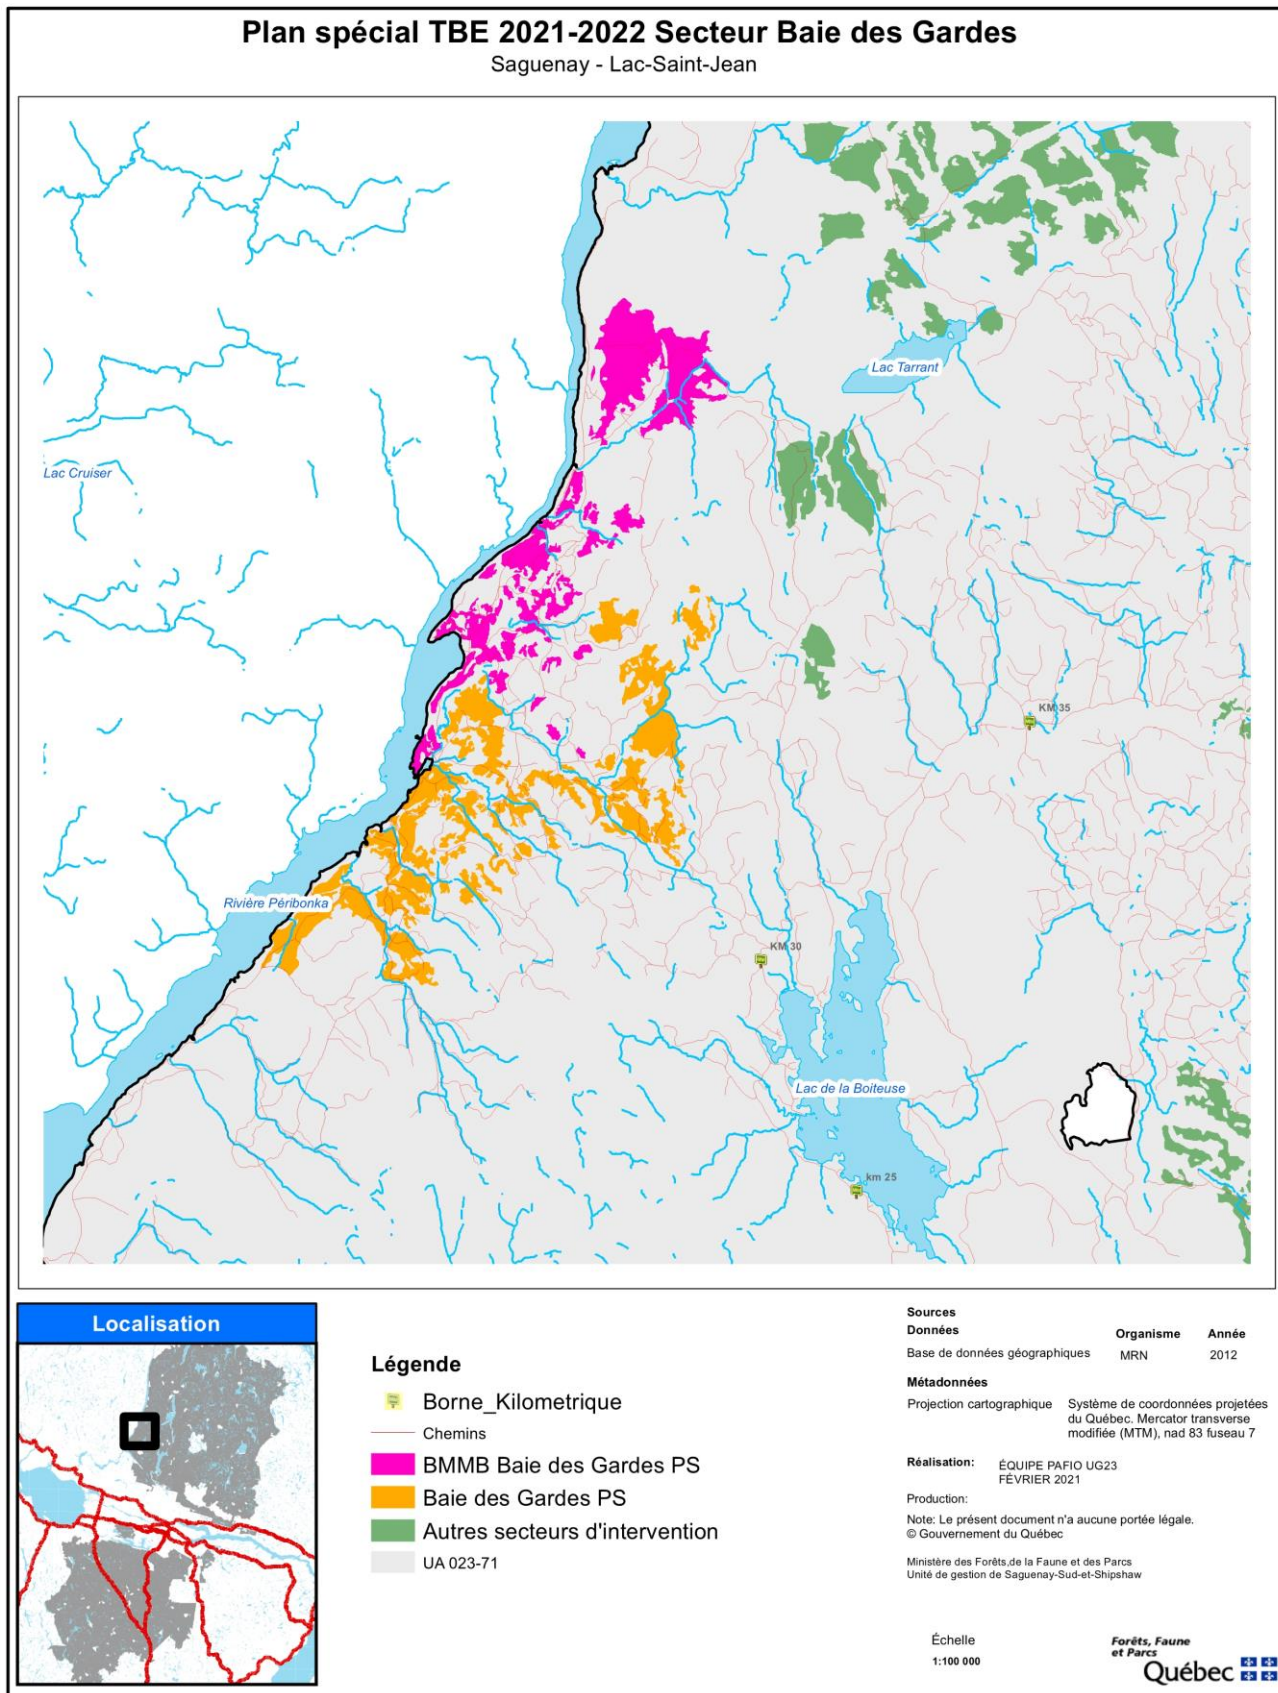 Plan spécial TBE 2021-2022 Secteur Baie des Gardes
Saguenay - Lac-Saint-Jean
Lac Tarrant
Lac Cruiser
KM 35
Rivière Péribonka
KM 30
Lac de la Boiteuse
km 25
Localisation
Légende
Borne_Kilometrique
Chemins
BMMB Baie des Gardes PS
Baie des Gardes PS
Autres secteurs d'intervention
UA 023-71
Sources
Données Organisme Année
Base de données géographiques MRN 2012
Métadonnées
Projection cartographique Système de coordonnées projetées
du Québec. Mercator transverse
modifiée (MTM), nad 83 fuseau 7
Réalisation: ÉQUIPE PAFIO UG23
FÉVRIER 2021
Production:
Note: Le présent document n'a aucune portée légale.
© Gouvernement du Québec
Ministère des Forêts,de la Faune et des Parcs
Unité de gestion de Saguenay-Sud-et-Shipshaw
Échelle
1:100 000
Forêts, Faune
et Parcs
Québec